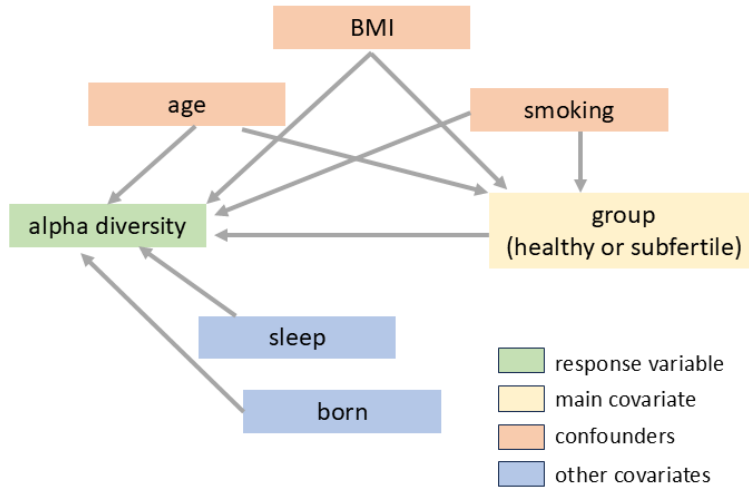 BMI
age
smoking
alpha diversity
group
(healthy or subfertile)
sleep
born
response variable
main covariate
confounders
other covariates